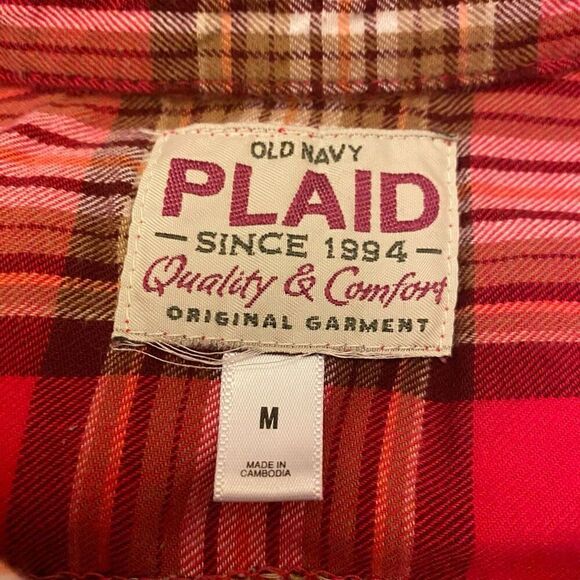 OLD NAVY
PLAID
SINCE 1994
Quality & Comfort
ORIGINAL GARMENT
M
MADE IN
CAMBODIA